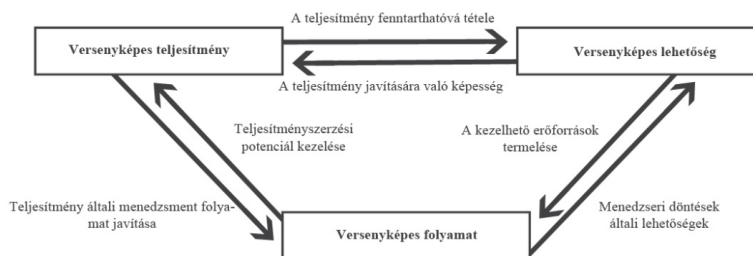 A teljesítmény fenntarthatóvá tétele
Versenyképes teljesítmény
Versenyképes lehetőség
A teljesítmény javítására való képesség
Teljesítményszerzési
potenciál kezelése
A kezelhető erőforrások
termelése
Teljesítmény általi menedzsment folya-
mat javítása
Menedzseri döntések
általi lehetőségek
Versenyképes folyamat